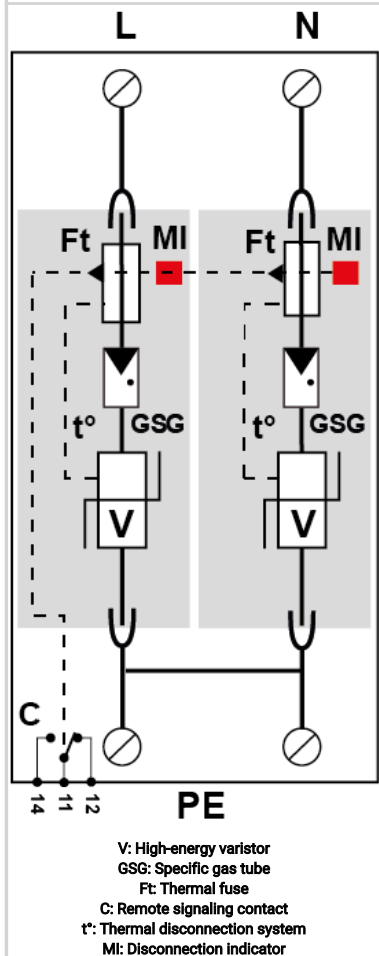 L N
Ft MI Ft MI
t° GSG t° GSG
V V
C
14 11 12
PE
V: High-energy varistor
GSG: Specific gas tube
Ft: Thermal fuse
C: Remote signaling contact
t°: Thermal disconnection system
MI: Disconnection indicator